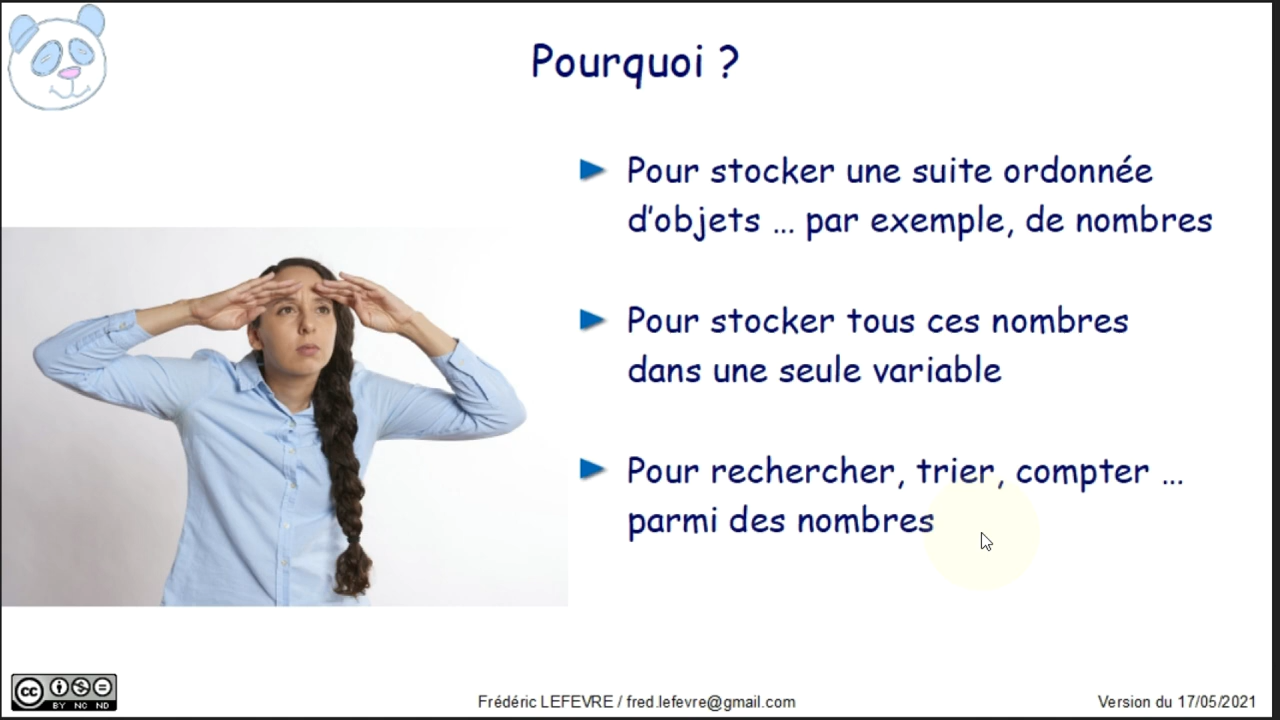 Pourquoi ?
Pour stocker une suite ordonnée
d'objets ... par exemple, de nombres
Pour stocker tous ces nombres
dans une seule variable
Pour rechercher, trier, compter ...
parmi des nombres
cc
BY NC ND
Frédéric LEFEVRE / fred.lefevre@gmail.com
Version du 17/05/2021